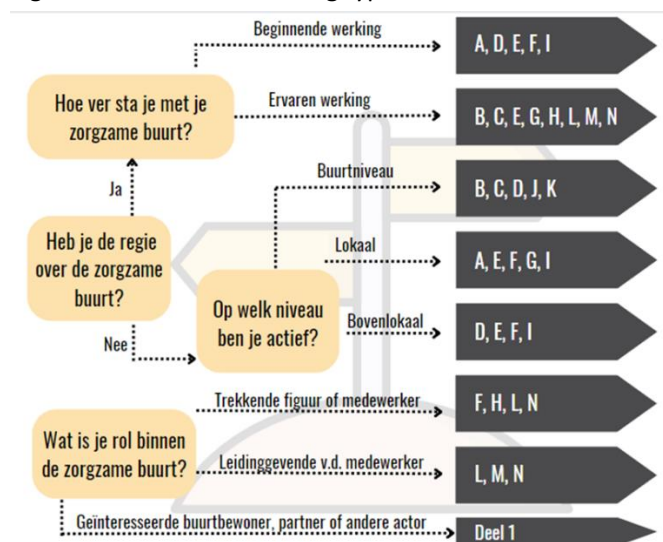 Beginnende werking
A, D, E, F, I
Hoe ver sta je met je
zorgzame buurt?
Ervaren werking
B, C, E, G, H, L, M, N
Ja
Buurtniveau
B, C, D, J, K
Heb je de regie
over de zorgzame
buurt?
Lokaal
A, E, F, G, I
Op welk niveau
ben je actief?
Bovenlokaal
D, E, F, I
Nee
Trekkende figuur of medewerker
F, H, L, N
Wat is je rol binnen
de zorgzame buurt?
Leidinggevende v.d. medewerker
L, M, N
Geïnteresseerde buurtbewoner, partner of andere actor
Deel 1